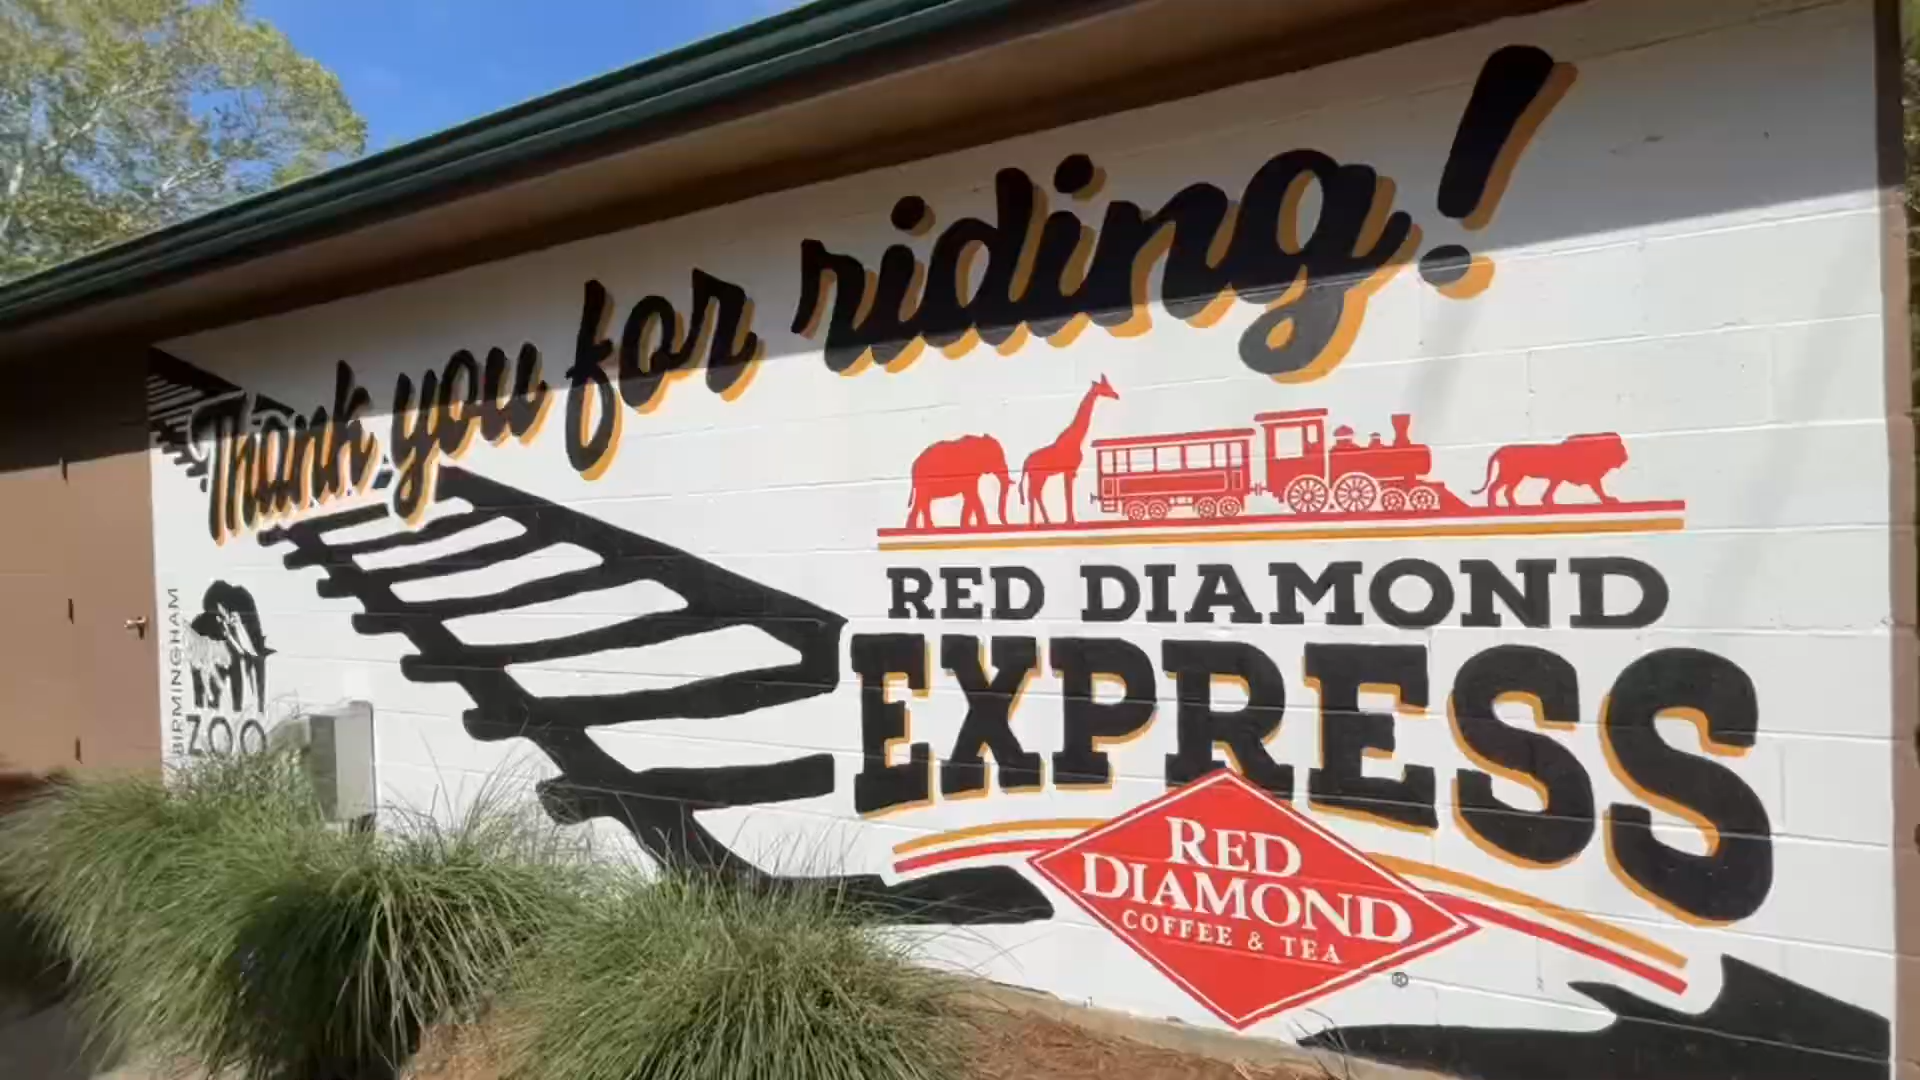 Thank you for riding!
RED DIAMOND
EXPRESS
RED
DIAMOND
COFFEE & TEA
®
BIRMINGHAM
ZOO